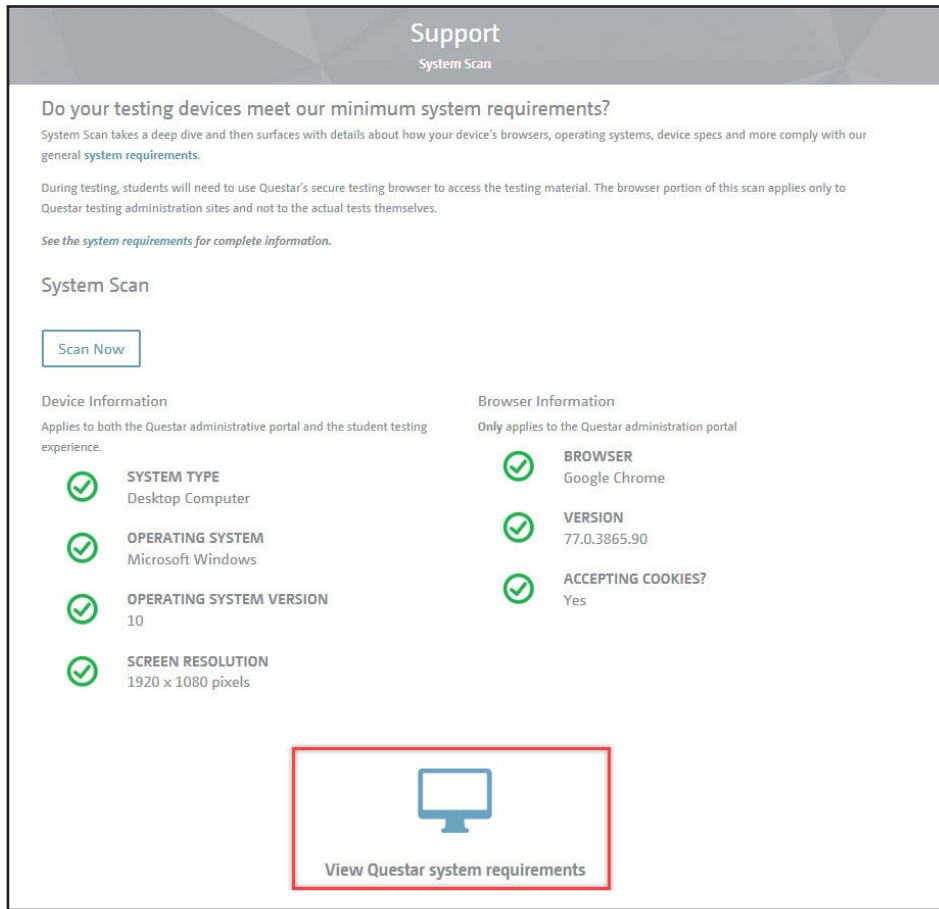 Support
System Scan
Do your testing devices meet our minimum system requirements?
System Scan takes a deep dive and then surfaces with details about how your device's browsers, operating systems, device specs and more comply with our
general system requirements.
During testing, students will need to use Questar's secure testing browser to access the testing material. The browser portion of this scan applies only to
Questar testing administration sites and not to the actual tests themselves.
See the system requirements for complete information.
System Scan
Scan Now
Device Information
Applies to both the Questar administrative portal and the student testing
experience.
SYSTEM TYPE
Desktop Computer
OPERATING SYSTEM
Microsoft Windows
OPERATING SYSTEM VERSION
10
SCREEN RESOLUTION
1920 x 1080 pixels
Browser Information
Only applies to the Questar administration portal
BROWSER
Google Chrome
VERSION
77.0.3865.90
ACCEPTING COOKIES?
Yes
View Questar system requirements